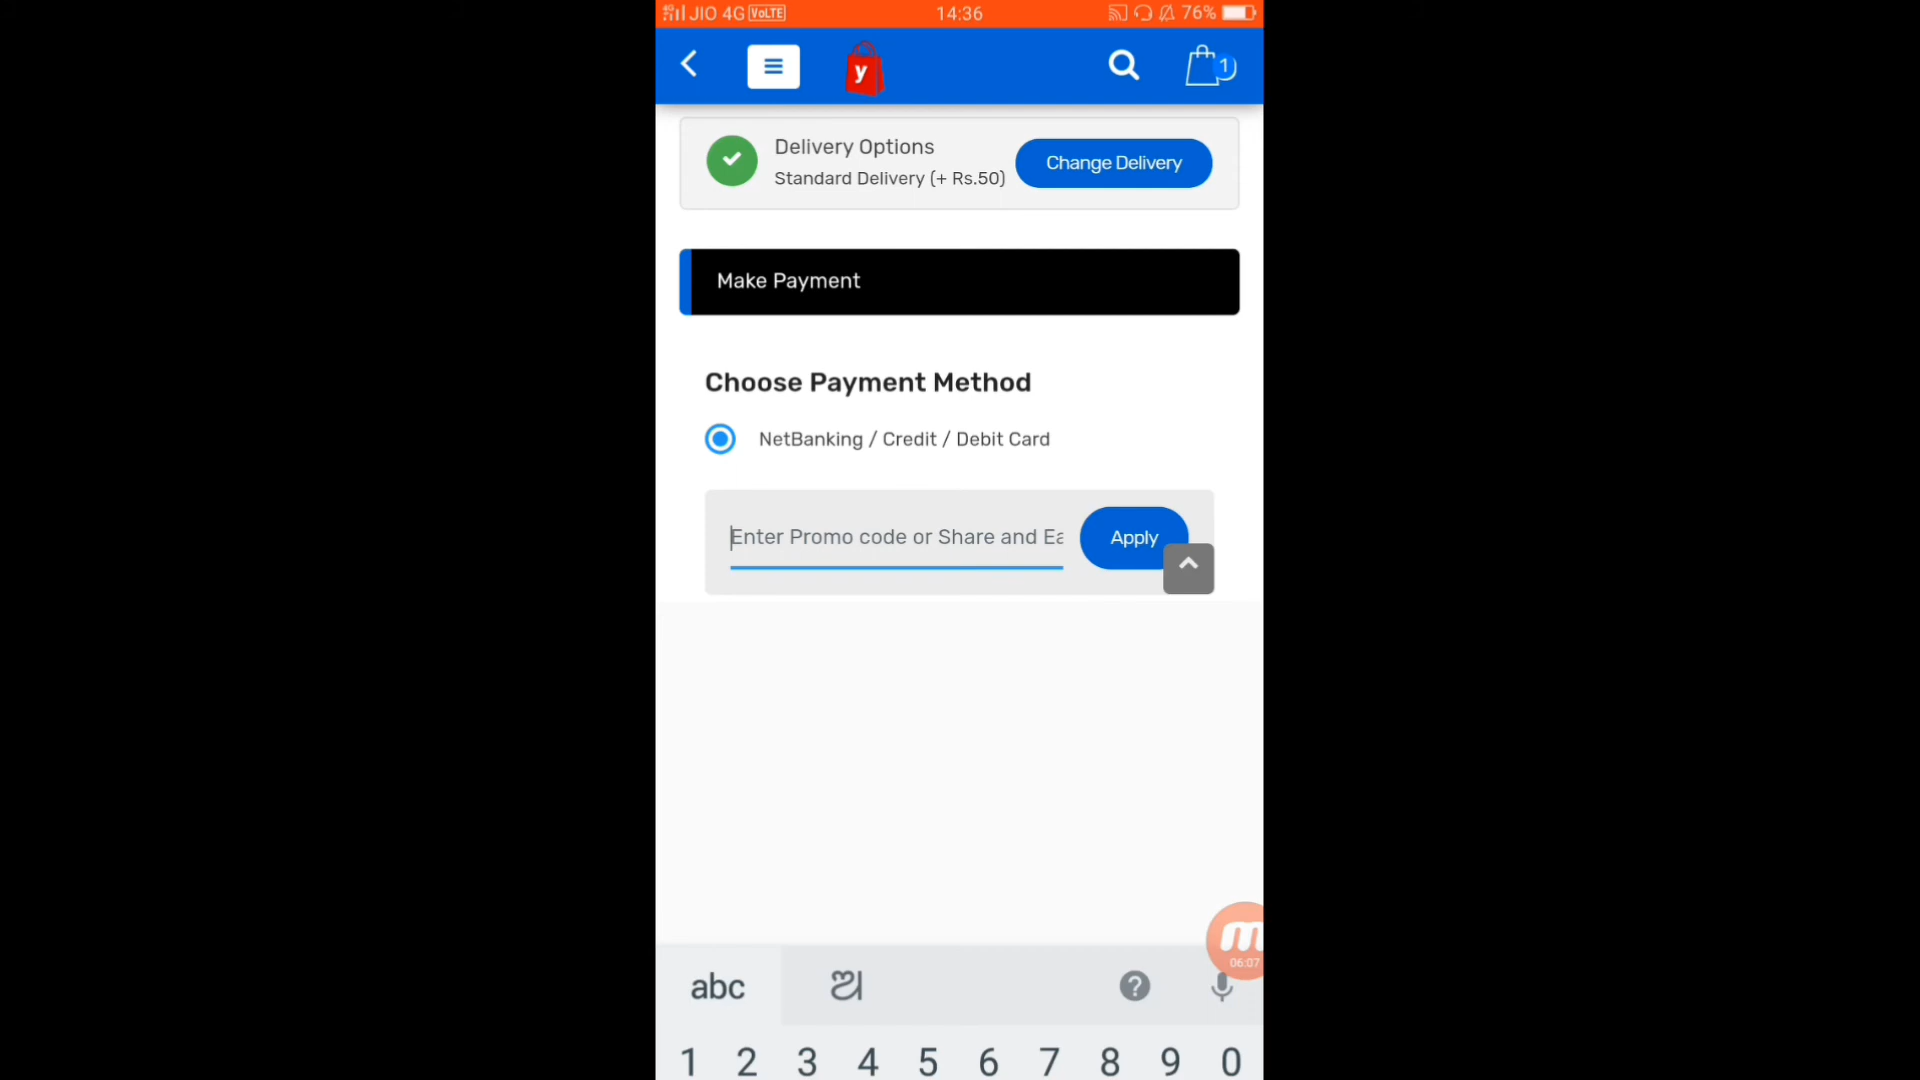 JIO 4G VoLTE 14:36 76%
y 1
Delivery Options
Standard Delivery (+ Rs.50)
Change Delivery
Make Payment
Choose Payment Method
NetBanking / Credit / Debit Card
Enter Promo code or Share and Ea
Apply
06:07
abc ଅ ?
1 2 3 4 5 6 7 8 9 0